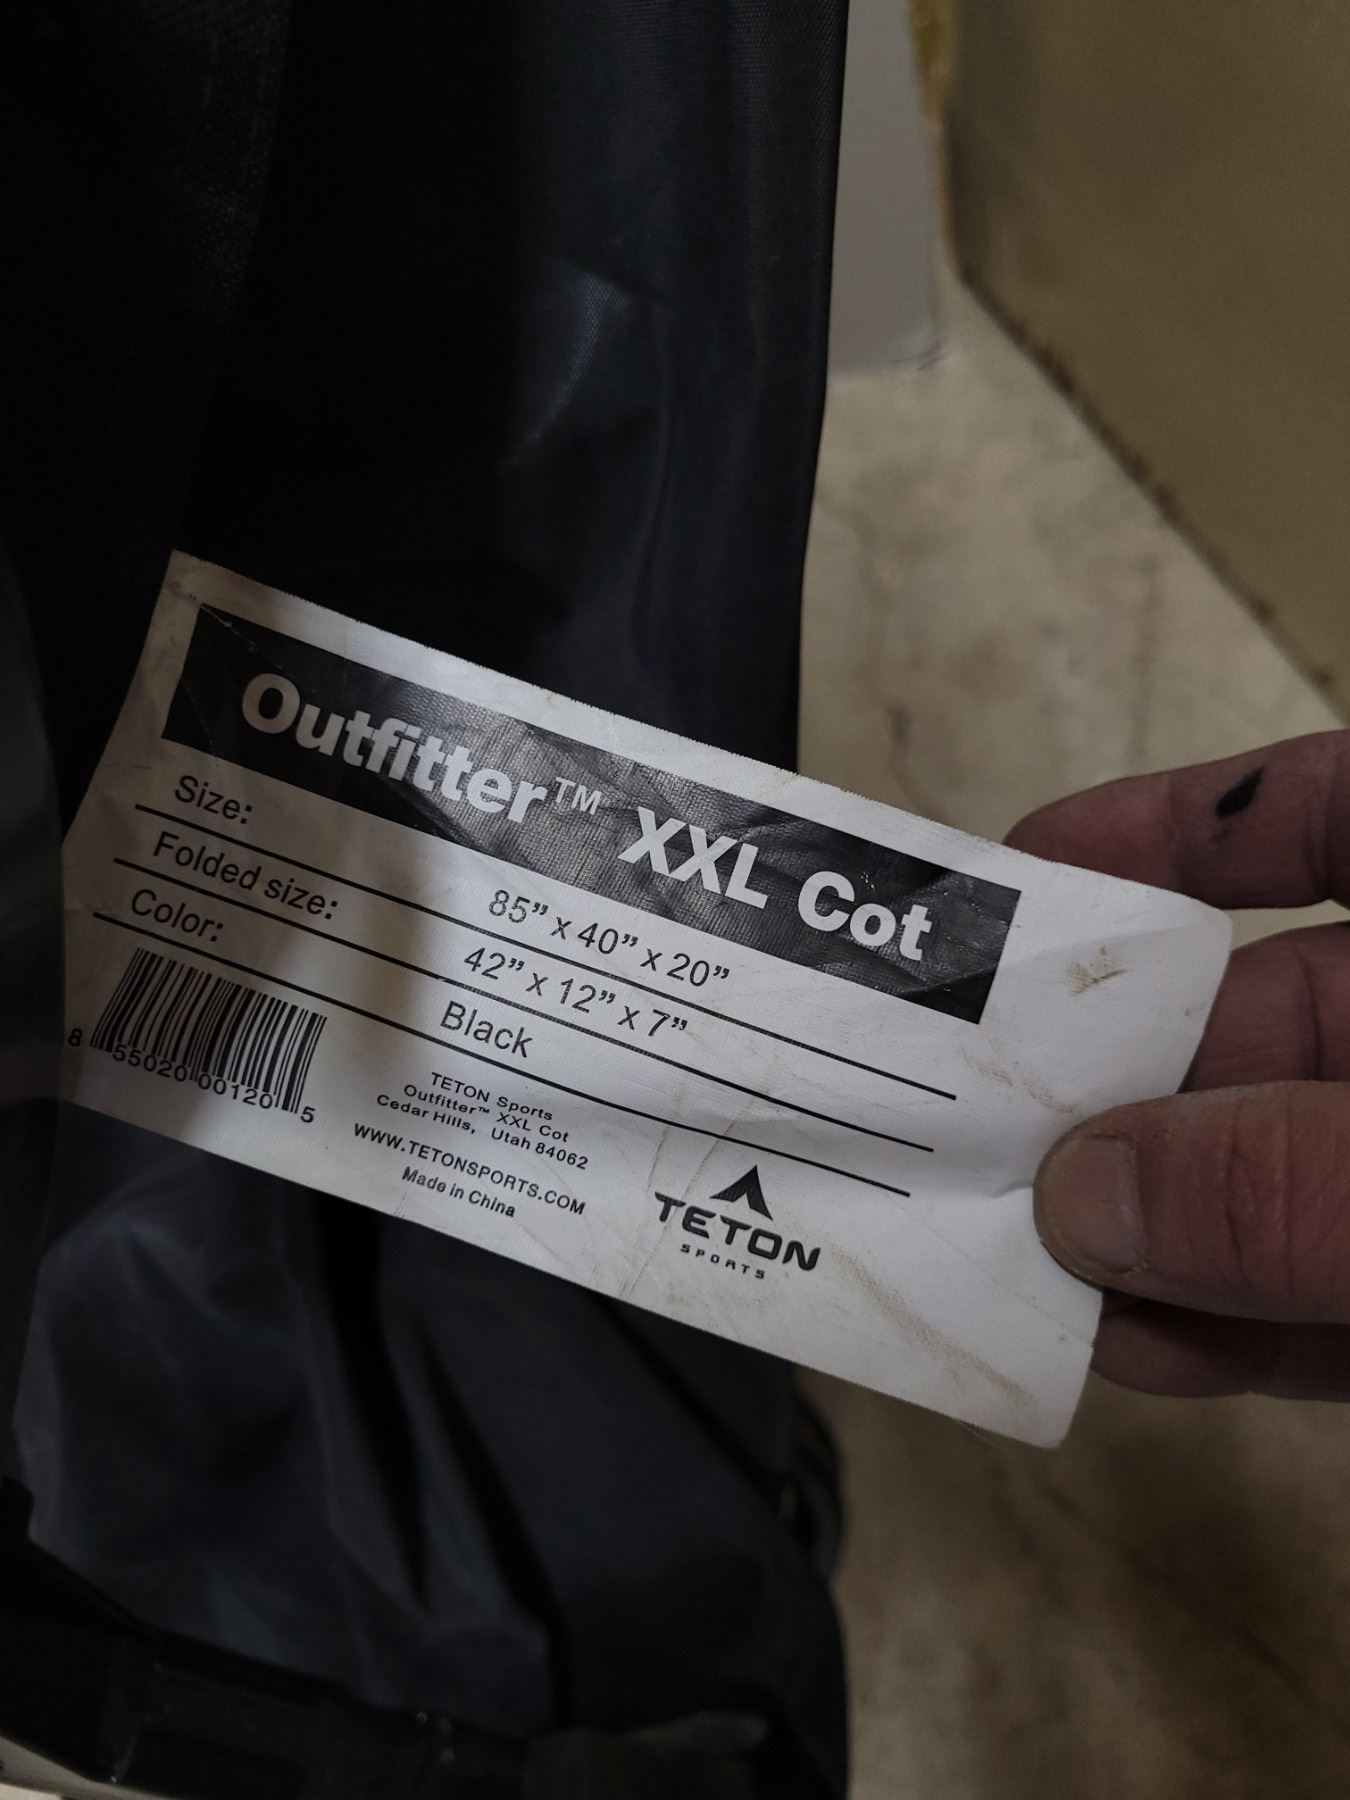 Outfitter™ XXL Cot
Size: 85” x 40” x 20”
Folded size: 42” x 12” x 7”
Color: Black
8 55020 00120 5
TETON Sports
Outfitter™ XXL Cot
Cedar Hills, Utah 84062
WWW.TETONSPORTS.COM
Made in China
TETON
SPORTS